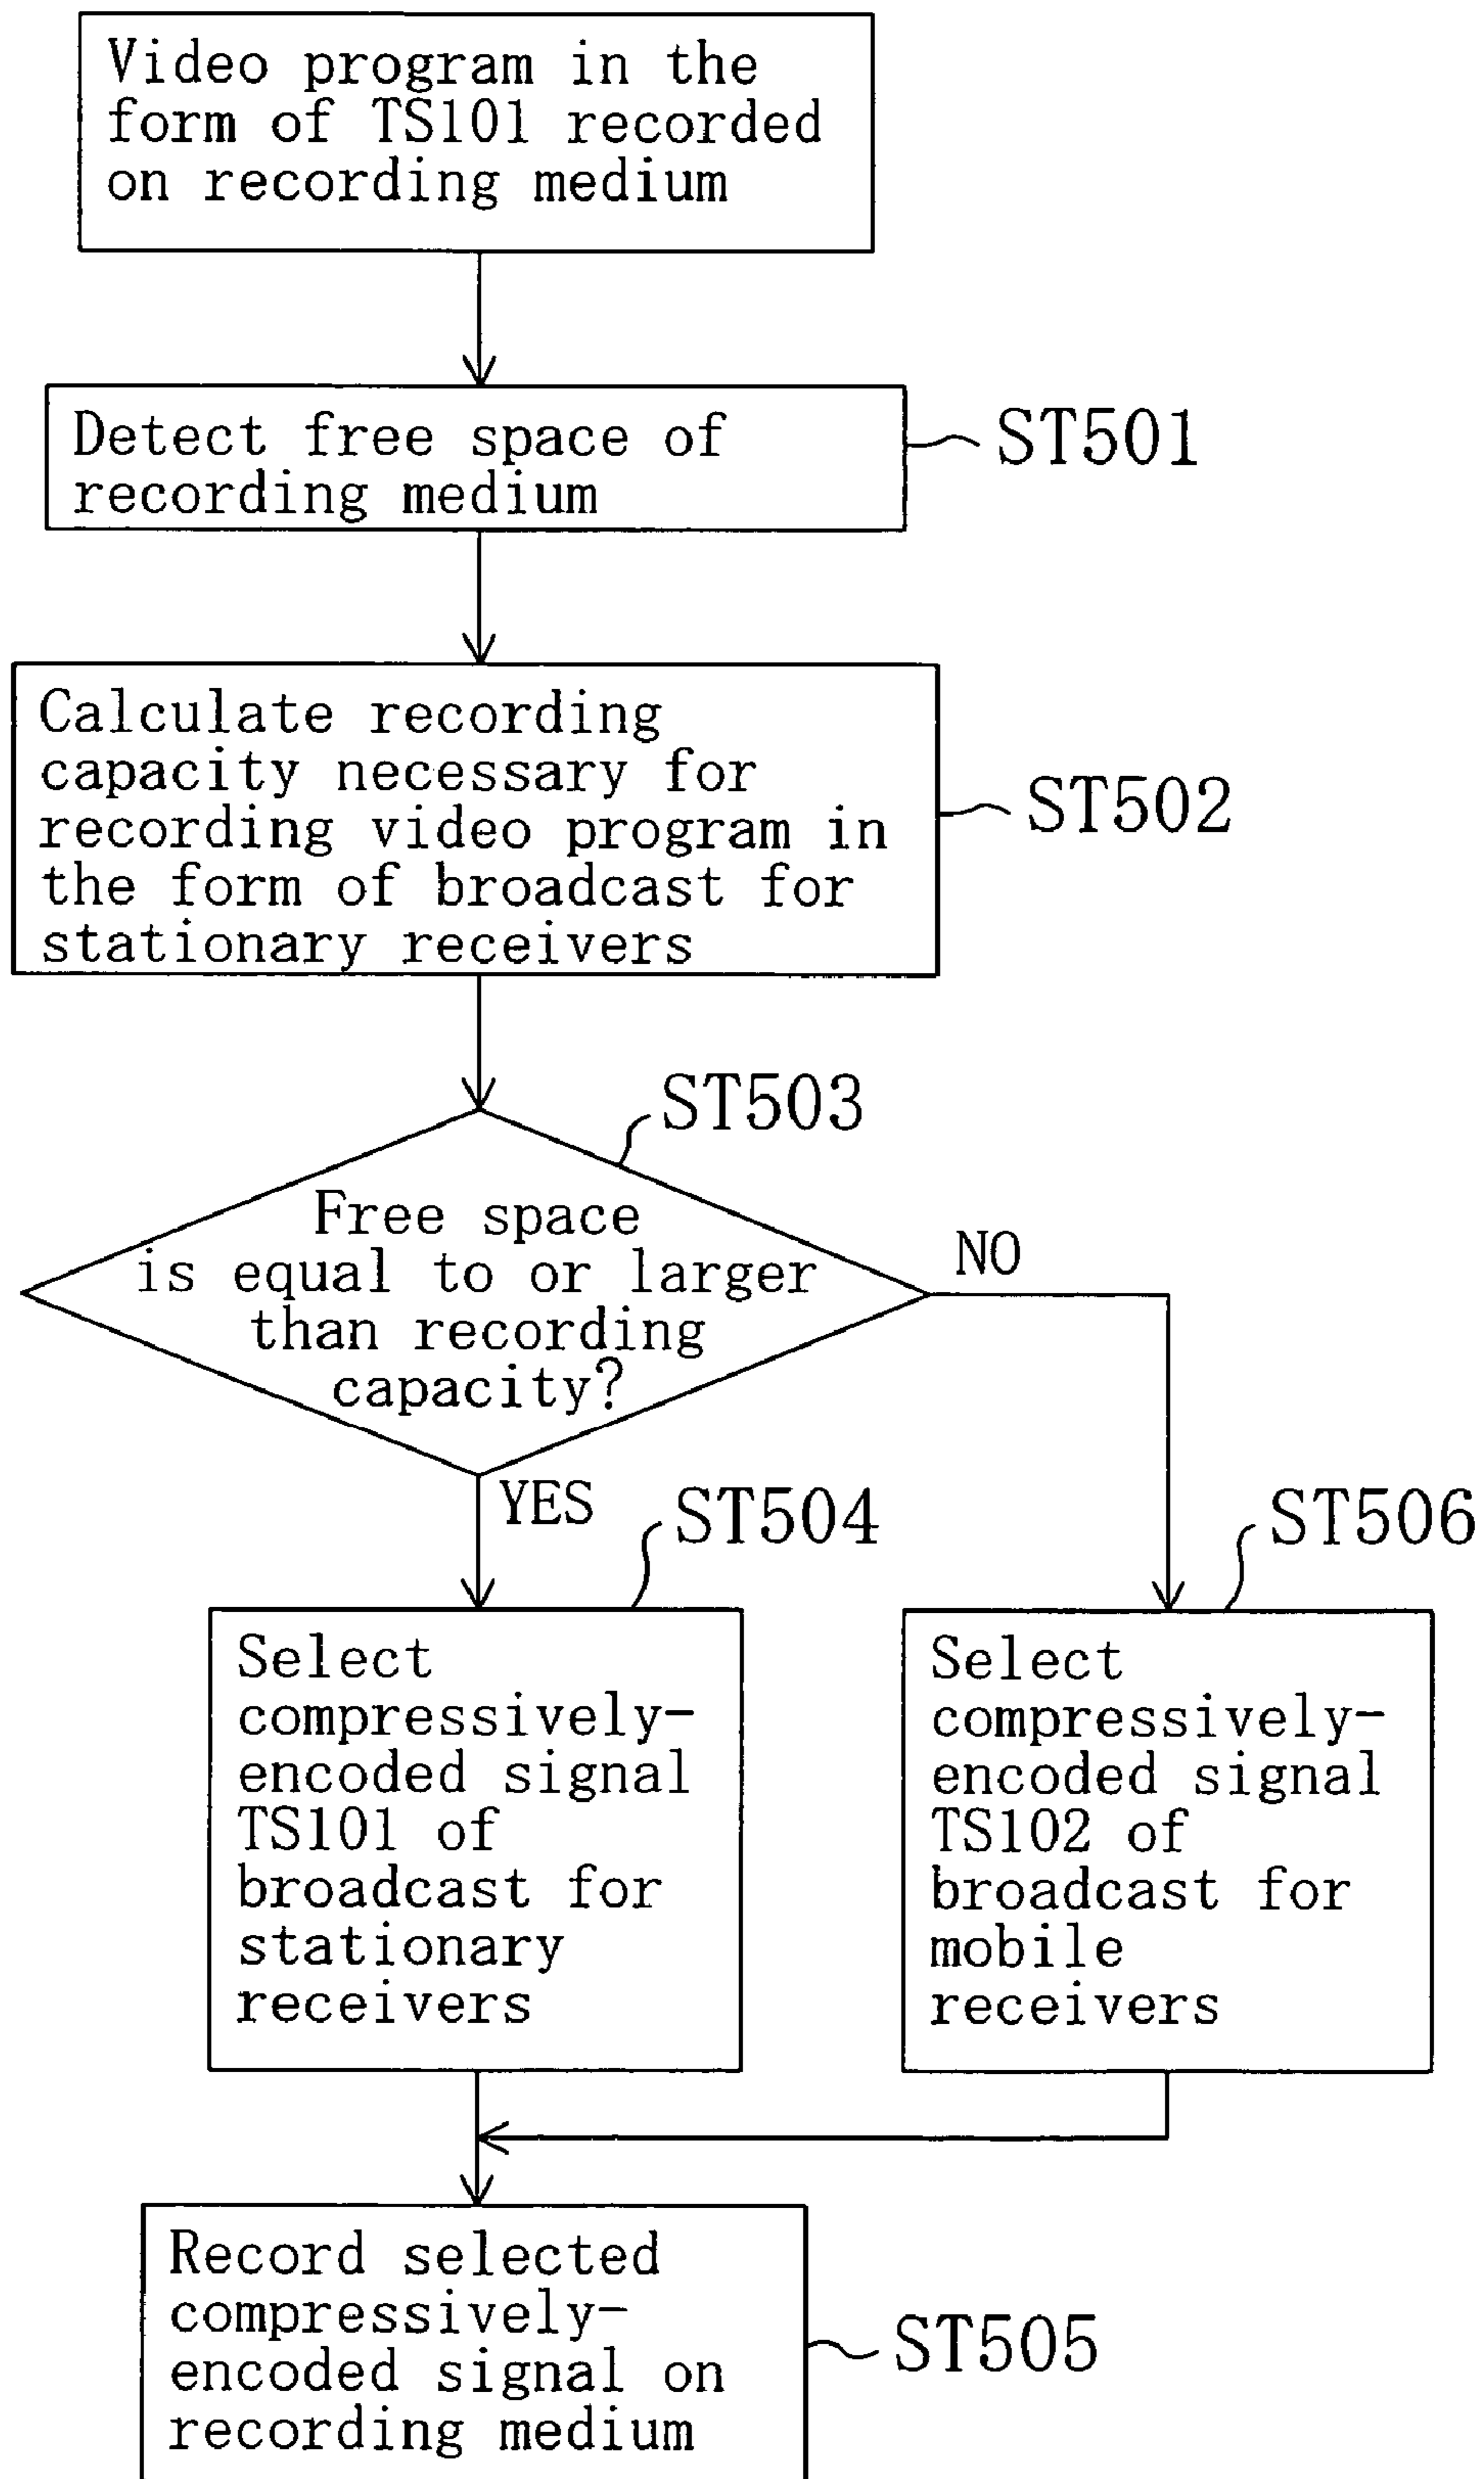 Video program in the
form of TS101 recorded
on recording medium
Detect free space of
recording medium
ST501
Calculate recording
capacity necessary for
recording video program in
the form of broadcast for
stationary receivers
ST502
ST503
Free space
is equal to or larger
than recording
capacity?
NO
YES
ST504
ST506
Select
compressively-
encoded signal
TS101 of
broadcast for
stationary
receivers
Select
compressively-
encoded signal
TS102 of
broadcast for
mobile
receivers
Record selected
compressively-
encoded signal on
recording medium
ST505